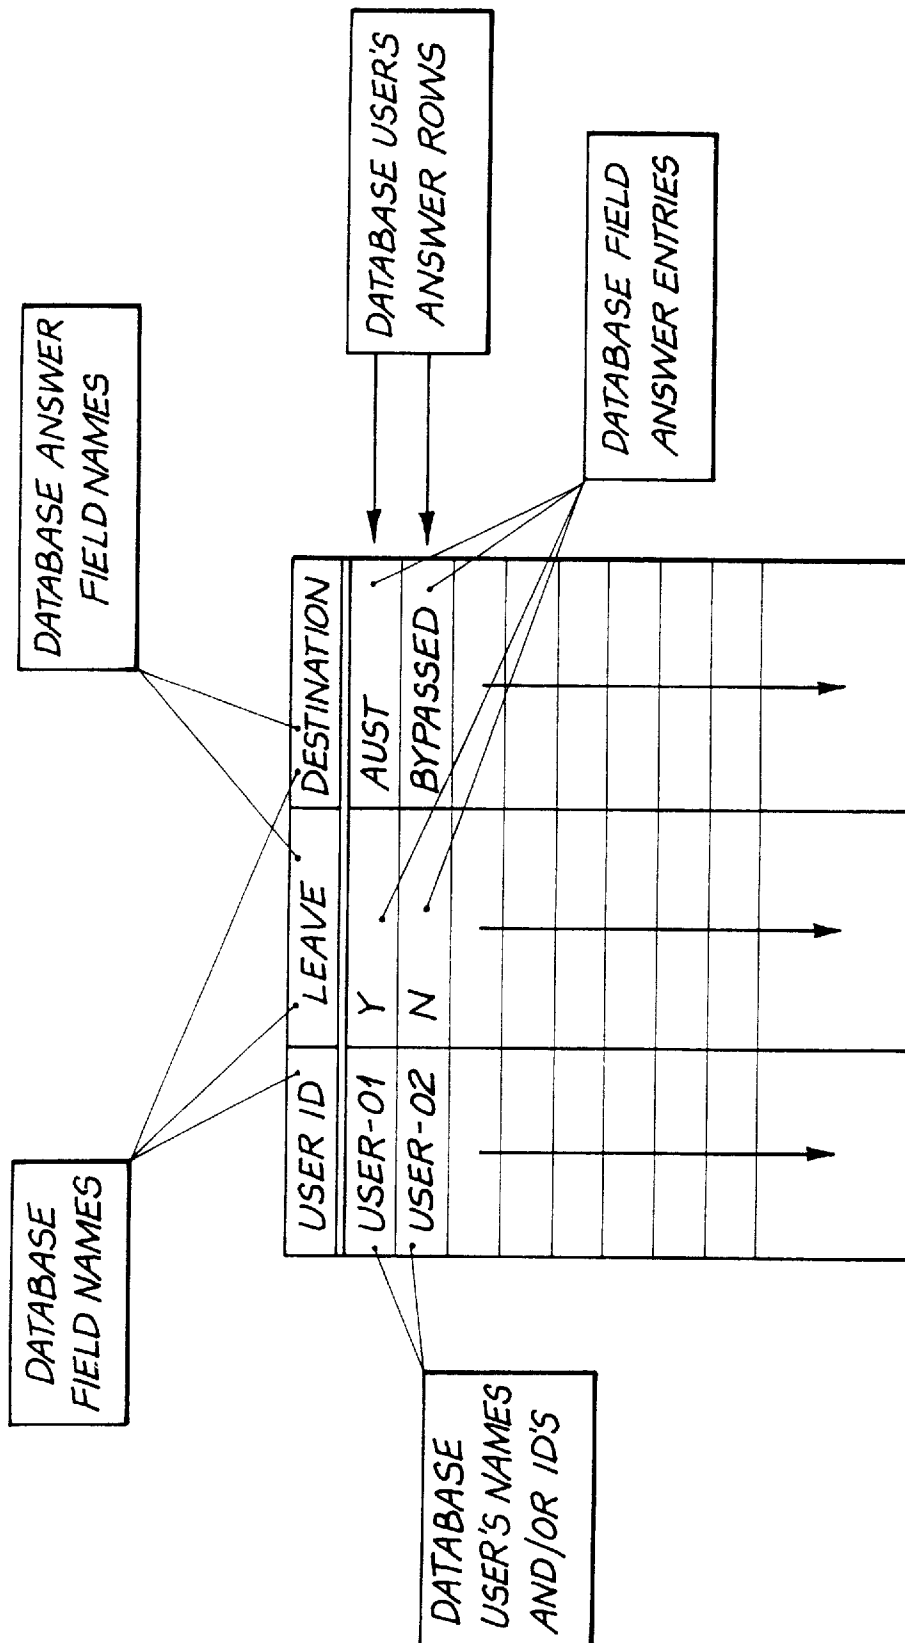 DATABASE
FIELD NAMES
DATABASE ANSWER
FIELD NAMES
USER ID LEAVE DESTINATION
USER-01 Y AUST
USER-02 N BYPASSED
DATABASE USER'S
ANSWER ROWS
DATABASE
USER'S NAMES
AND/OR ID'S
DATABASE FIELD
ANSWER ENTRIES